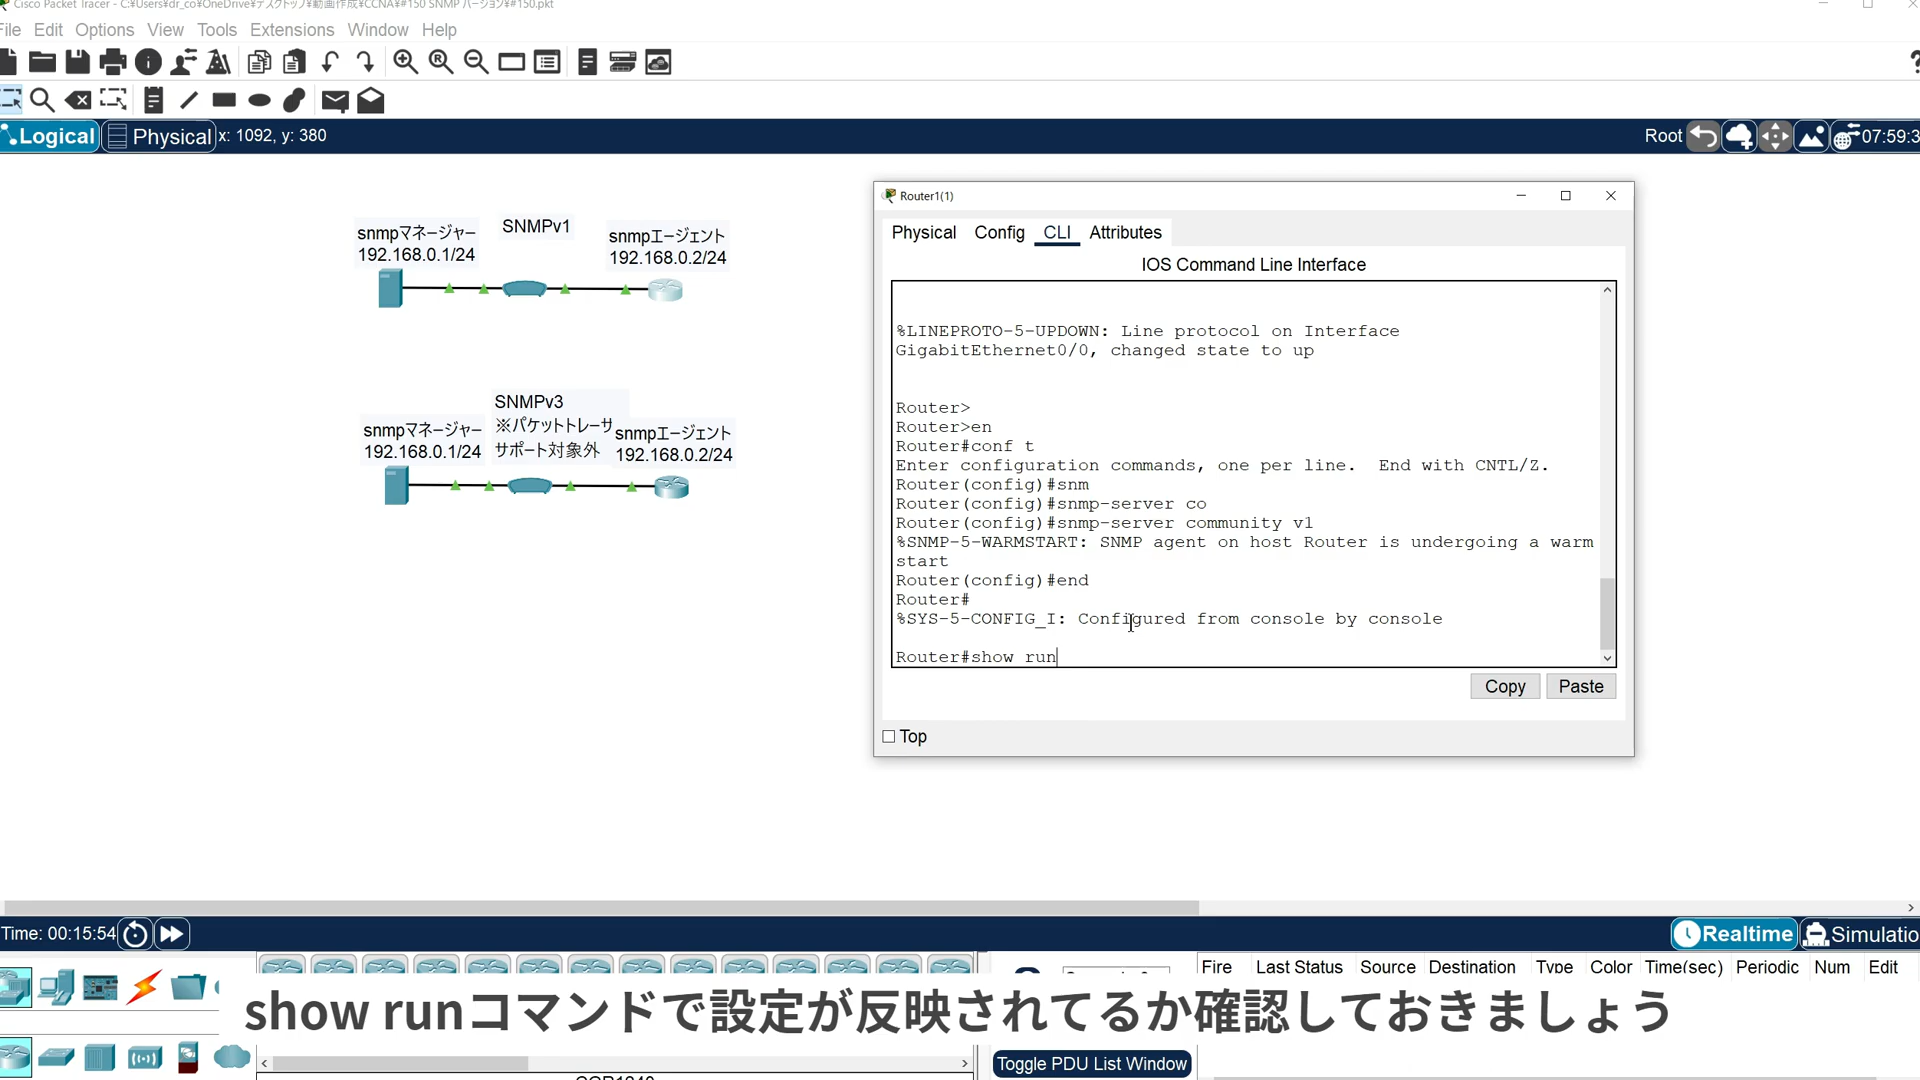 Cisco Packet Tracer - C:¥Users¥dr_co¥OneDrive¥デスクトップ¥動画作成¥CCNA¥#150 SNMP バージョン¥#150.pkt
File Edit Options View Tools Extensions Window Help
Logical Physical x: 1092, y: 380
Root 07:59:3
snmpマネージャー
192.168.0.1/24
SNMPv1
snmpエージェント
192.168.0.2/24
SNMPv3
※パケットトレーサ
サポート対象外
snmpマネージャー
192.168.0.1/24
snmpエージェント
192.168.0.2/24
Router1(1)
Physical Config CLI Attributes
IOS Command Line Interface
%LINEPROTO-5-UPDOWN: Line protocol on Interface
GigabitEthernet0/0, changed state to up
Router>
Router>en
Router#conf t
Enter configuration commands, one per line. End with CNTL/Z.
Router(config)#snm
Router(config)#snmp-server co
Router(config)#snmp-server community v1
%SNMP-5-WARMSTART: SNMP agent on host Router is undergoing a warm
start
Router(config)#end
Router#
%SYS-5-CONFIG_I: Configured from console by console
Router#show run
Copy Paste
Top
Time: 00:15:54
Realtime Simulatio
Fire Last Status Source Destination Type Color Time(sec) Periodic Num Edit
show runコマンドで設定が反映されてるか確認しておきましょう
Toggle PDU List Window